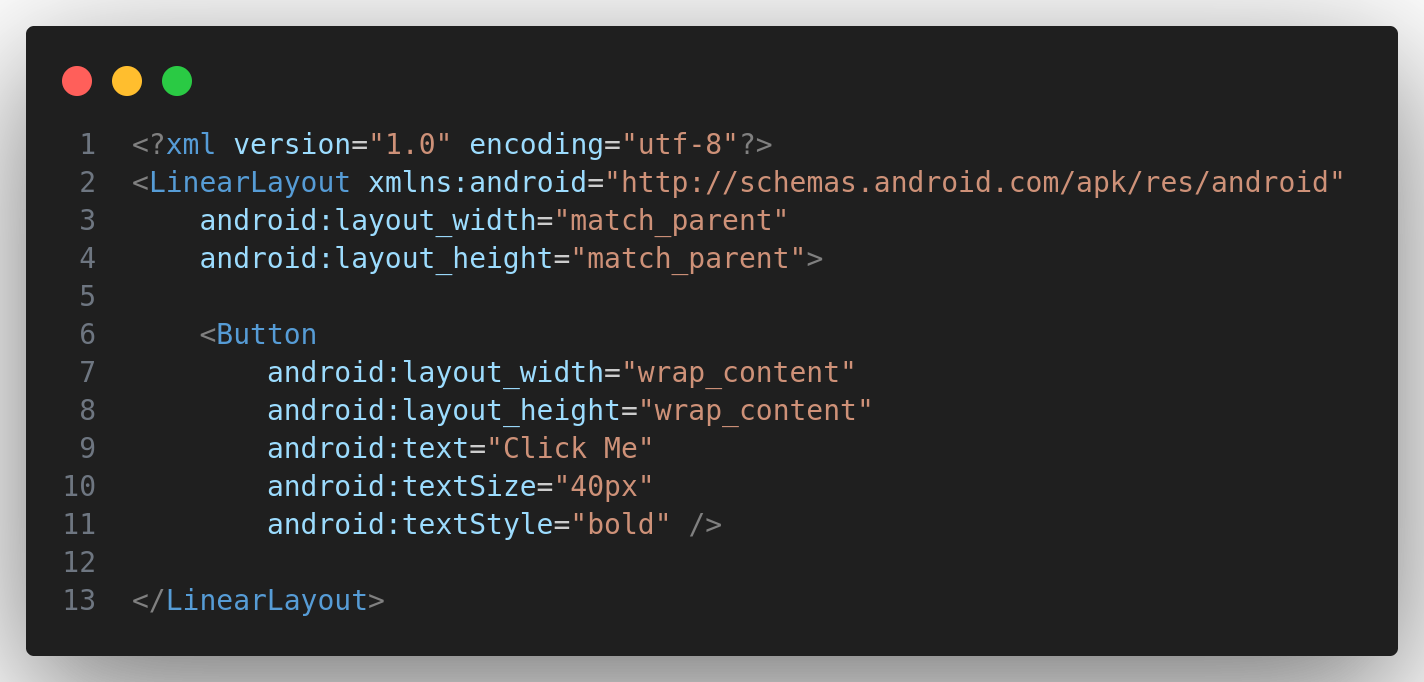 1 <?xml version="1.0" encoding="utf-8"?>
2 <LinearLayout xmlns:android="http://schemas.android.com/apk/res/android"
3     android:layout_width="match_parent"
4     android:layout_height="match_parent">
5
6     <Button
7         android:layout_width="wrap_content"
8         android:layout_height="wrap_content"
9         android:text="Click Me"
10         android:textSize="40px"
11         android:textStyle="bold" />
12
13 </LinearLayout>